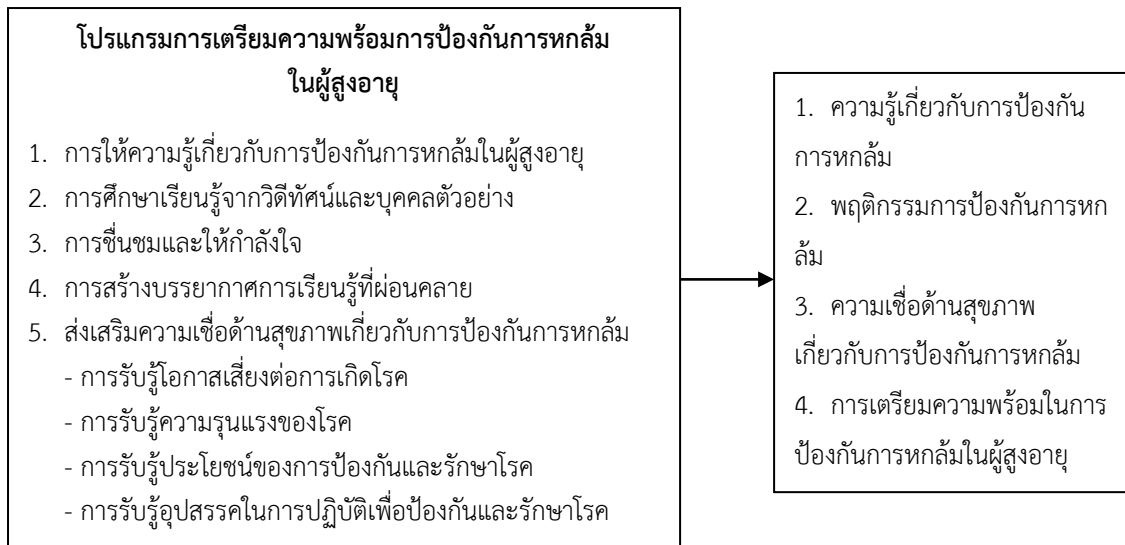 โปรแกรมการเตรียมความพร้อมการป้องกันการหกล้ม
ในผู้สูงอายุ
1. การให้ความรู้เกี่ยวกับการป้องกันการหกล้มในผู้สูงอายุ
2. การศึกษาเรียนรู้จากวิดีทัศน์และบุคคลตัวอย่าง
3. การชื่นชมและให้กำลังใจ
4. การสร้างบรรยากาศการเรียนรู้ที่ผ่อนคลาย
5. ส่งเสริมความเชื่อด้านสุขภาพเกี่ยวกับการป้องกันการหกล้ม
- การรับรู้โอกาสเสี่ยงต่อการเกิดโรค
- การรับรู้ความรุนแรงของโรค
- การรับรู้ประโยชน์ของการป้องกันและรักษาโรค
- การรับรู้อุปสรรคในการปฏิบัติเพื่อป้องกันและรักษาโรค
1. ความรู้เกี่ยวกับการป้องกัน
การหกล้ม
2. พฤติกรรมการป้องกันการหก
ล้ม
3. ความเชื่อด้านสุขภาพ
เกี่ยวกับการป้องกันการหกล้ม
4. การเตรียมความพร้อมในการ
ป้องกันการหกล้มในผู้สูงอายุ